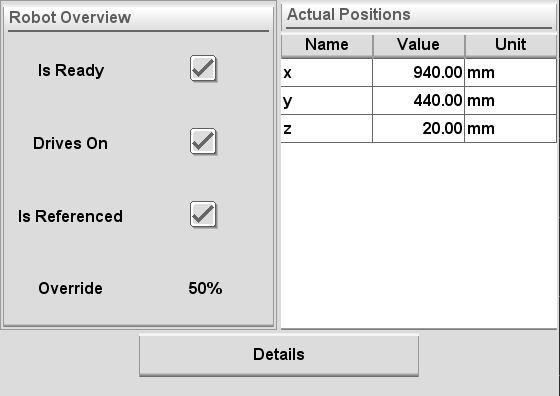 Robot Overview
Is Ready
Drives On
Is Referenced
Override 50%
Actual Positions
Name Value Unit
x 940.00 mm
y 440.00 mm
z 20.00 mm
Details